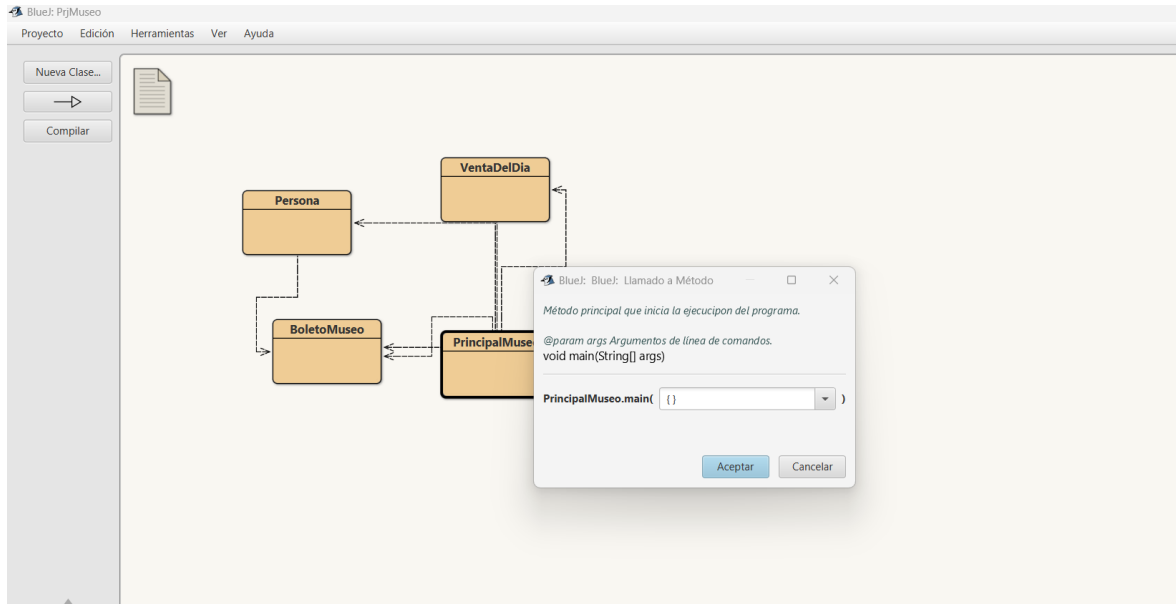 BlueJ: PrjMuseo
Proyecto Edición Herramientas Ver Ayuda
Nueva Clase...
Compilar
VentaDelDia
Persona
BoletoMuseo
PrincipalMuse
BlueJ: BlueJ: Llamado a Método
Método principal que inicia la ejecucipon del programa.
@param args Argumentos de línea de comandos.
void main(String[] args)
PrincipalMuseo.main( {} )
Aceptar Cancelar